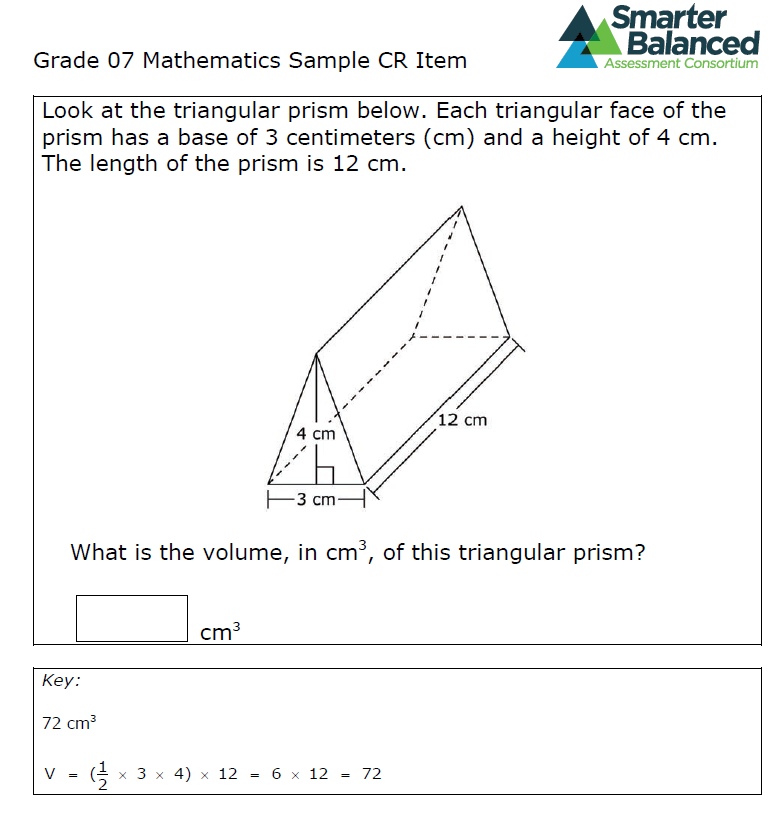 Smarter
Balanced
Assessment Consortium
Grade 07 Mathematics Sample CR Item
Look at the triangular prism below. Each triangular face of the
prism has a base of 3 centimeters (cm) and a height of 4 cm.
The length of the prism is 12 cm.
12 cm
4 cm
3 cm
What is the volume, in cm³, of this triangular prism?
cm³
Key:
72 cm³
V = (1/2 × 3 × 4) × 12 = 6 × 12 = 72